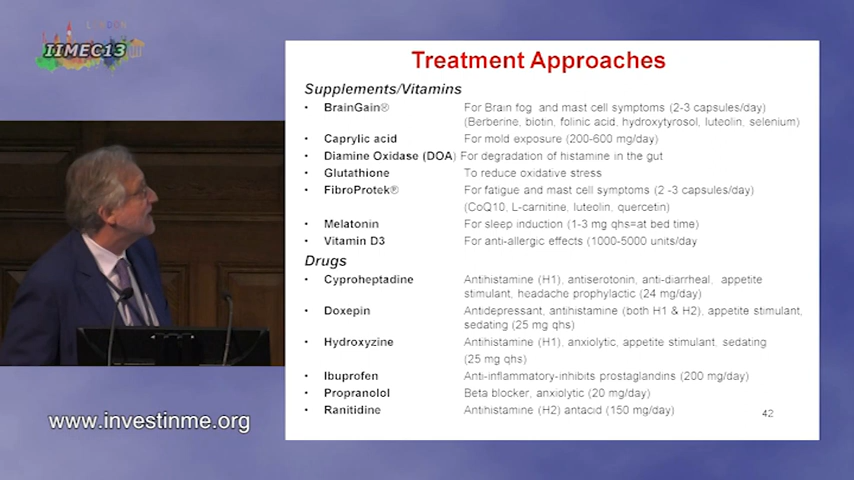 LONDON
IIMEC13
Treatment Approaches
Supplements/Vitamins
• BrainGain® For Brain fog and mast cell symptoms (2-3 capsules/day)
(Berberine, biotin, folinic acid, hydroxytyrosol, luteolin, selenium)
• Caprylic acid For mold exposure (200-600 mg/day)
• Diamine Oxidase (DOA) For degradation of histamine in the gut
• Glutathione To reduce oxidative stress
• FibroProtek® For fatigue and mast cell symptoms (2 -3 capsules/day)
(CoQ10, L-carnitine, luteolin, quercetin)
• Melatonin For sleep induction (1-3 mg qhs=at bed time)
• Vitamin D3 For anti-allergic effects (1000-5000 units/day
Drugs
• Cyproheptadine Antihistamine (H1), antiserotonin, anti-diarrheal, appetite
stimulant, headache prophylactic (24 mg/day)
• Doxepin Antidepressant, antihistamine (both H1 & H2), appetite stimulant,
sedating (25 mg qhs)
• Hydroxyzine Antihistamine (H1), anxiolytic, appetite stimulant, sedating
(25 mg qhs)
• Ibuprofen Anti-inflammatory-inhibits prostaglandins (200 mg/day)
• Propranolol Beta blocker, anxiolytic (20 mg/day)
• Ranitidine Antihistamine (H2) antacid (150 mg/day)
42
www.investinme.org